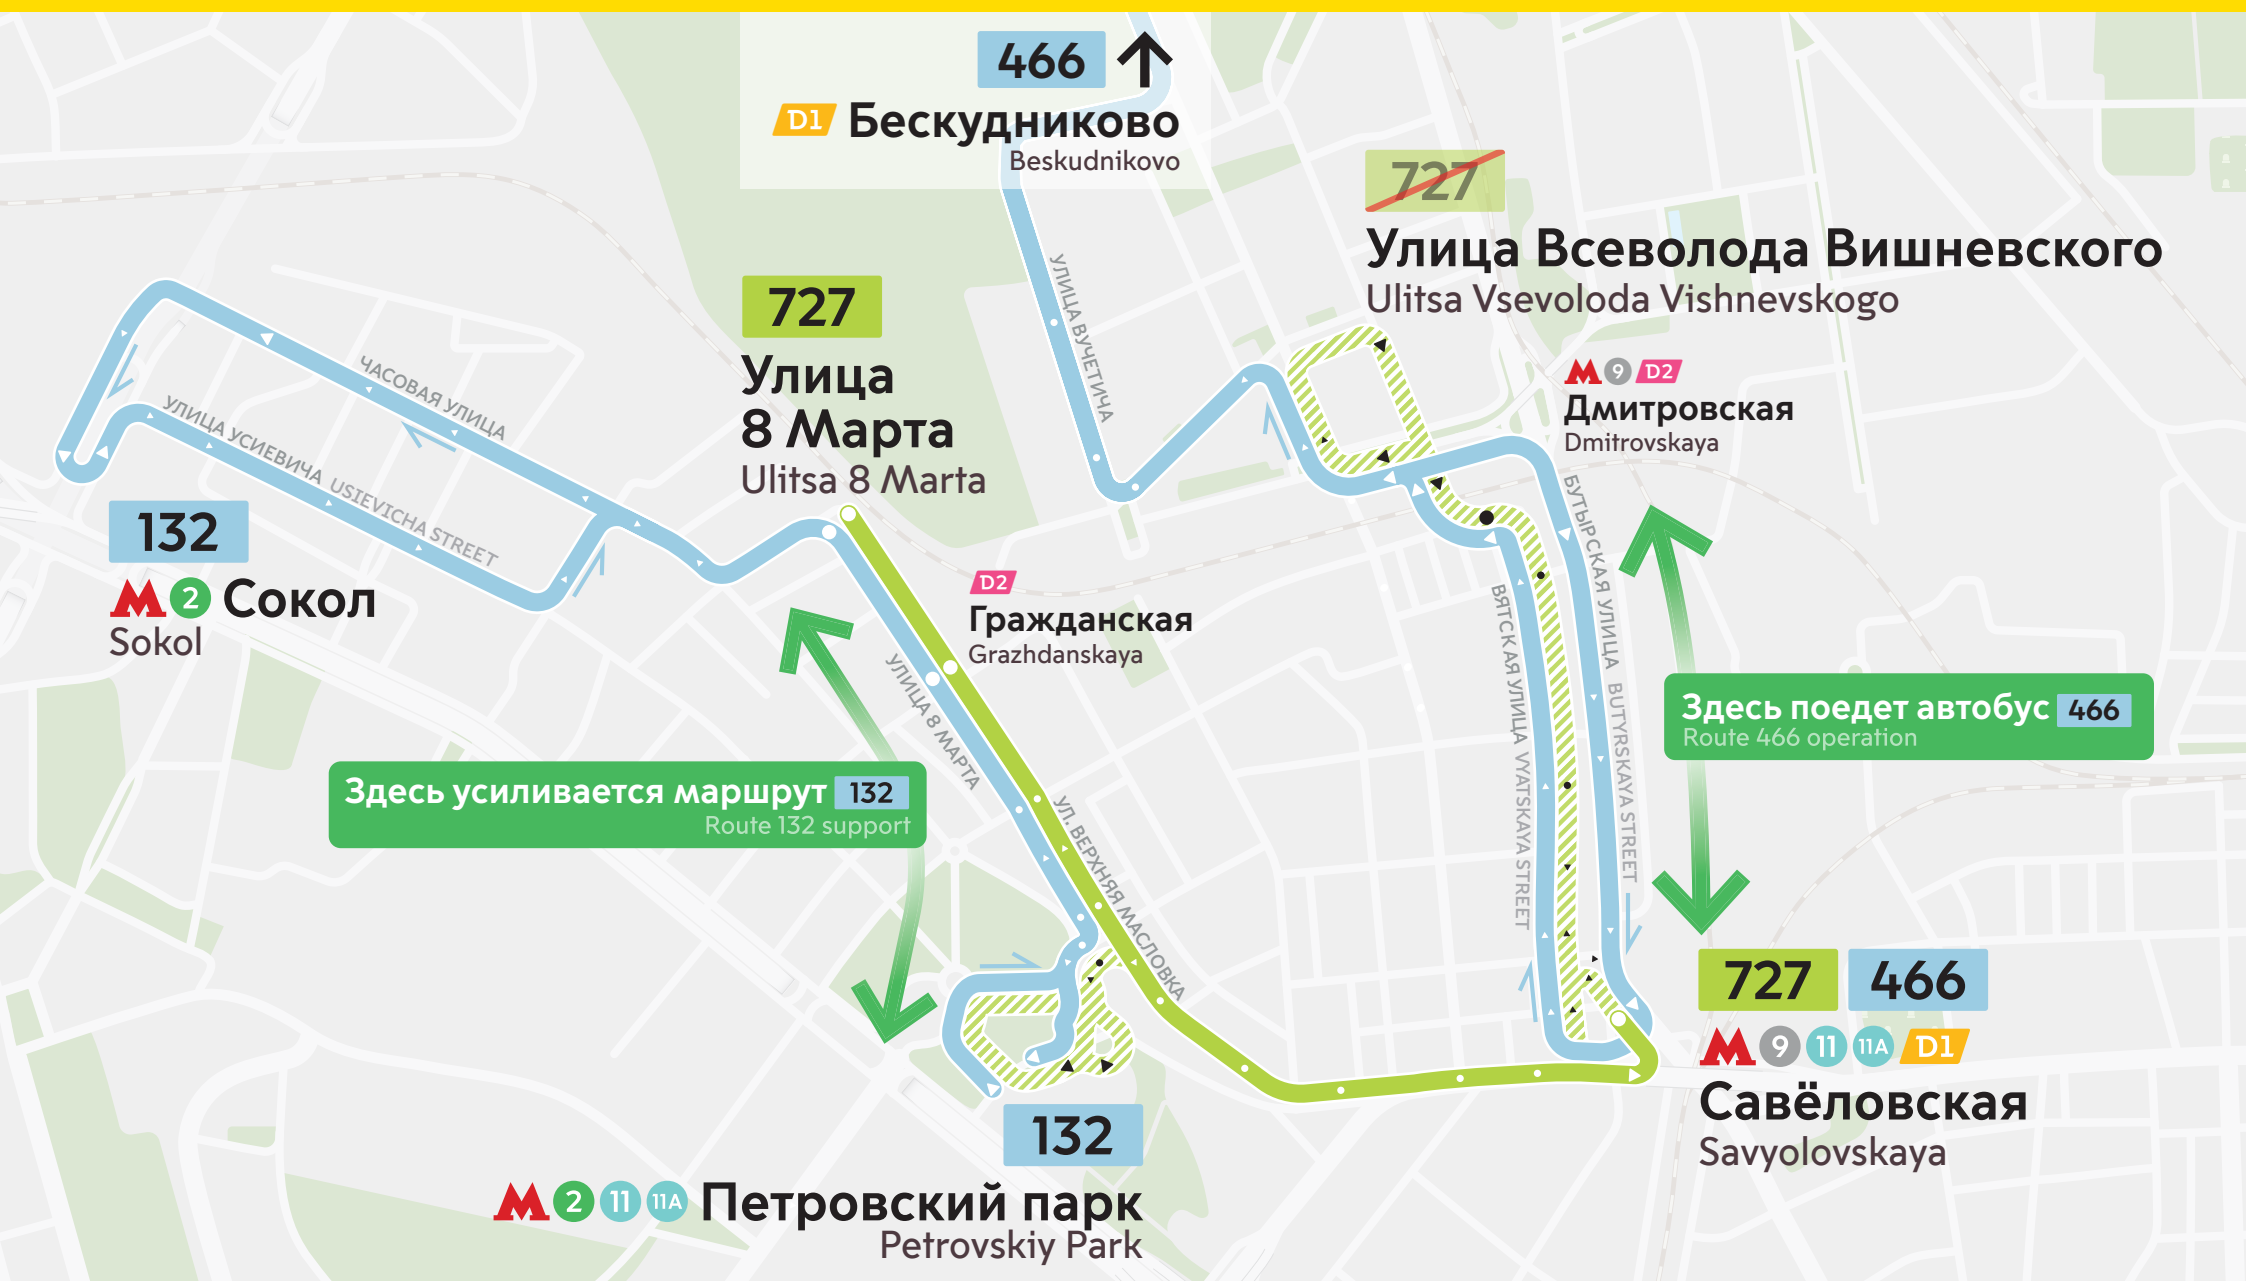 466
D1 Бескудниково
Beskudnikovo
727
Улица Всеволода Вишневского
Ulitsa Vsevoloda Vishnevskogo
М 9 D2
Дмитровская
Dmitrovskaya
УЛИЦА ВУЧЕТИЧА
727
Улица
8 Марта
Ulitsa 8 Marta
ЧАСОВАЯ УЛИЦА
УЛИЦА УСИЕВИЧА USIEVICHA STREET
132
М 2 Сокол
Sokol
D2
Гражданская
Grazhdanskaya
УЛИЦА 8 МАРТА
УЛ. ВЕРХНЯЯ МАСЛОВКА
БУТЫРСКАЯ УЛИЦА BUTYRSKAYA STREET
ВЯТСКАЯ УЛИЦА VYATSKAYA STREET
Здесь поедет автобус 466
Route 466 operation
Здесь усиливается маршрут 132
Route 132 support
727 466
М 9 11 11А D1
Савёловская
Savyolovskaya
132
М 2 11 11А Петровский парк
Petrovskiy Park